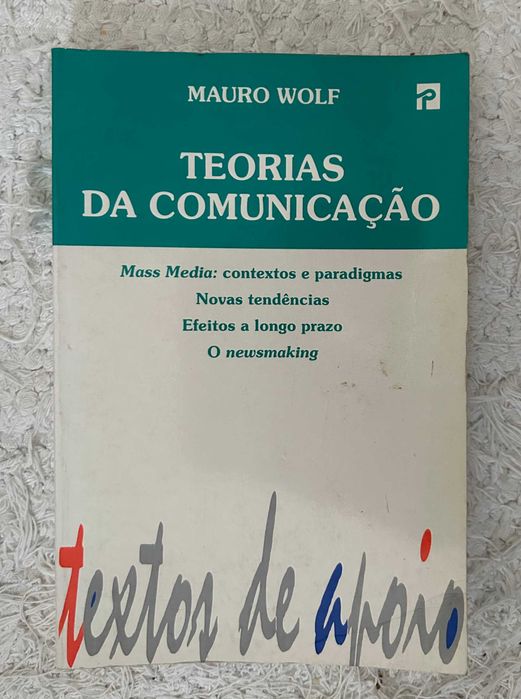 MAURO WOLF
P
TEORIAS
DA COMUNICAÇÃO
Mass Media: contextos e paradigmas
Novas tendências
Efeitos a longo prazo
O newsmaking
textos de apoio